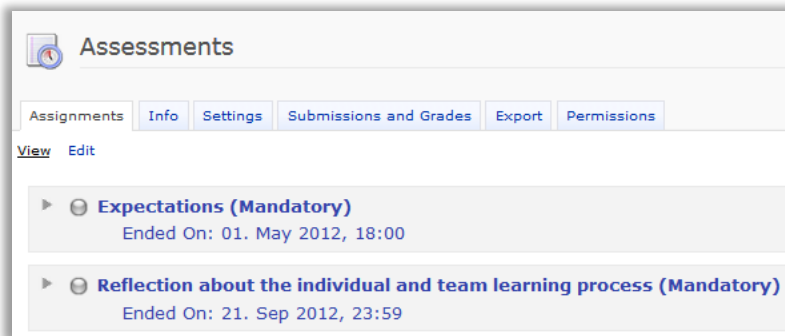 Assessments
Assignments Info Settings Submissions and Grades Export Permissions
View Edit
Expectations (Mandatory)
Ended On: 01. May 2012, 18:00
Reflection about the individual and team learning process (Mandatory)
Ended On: 21. Sep 2012, 23:59